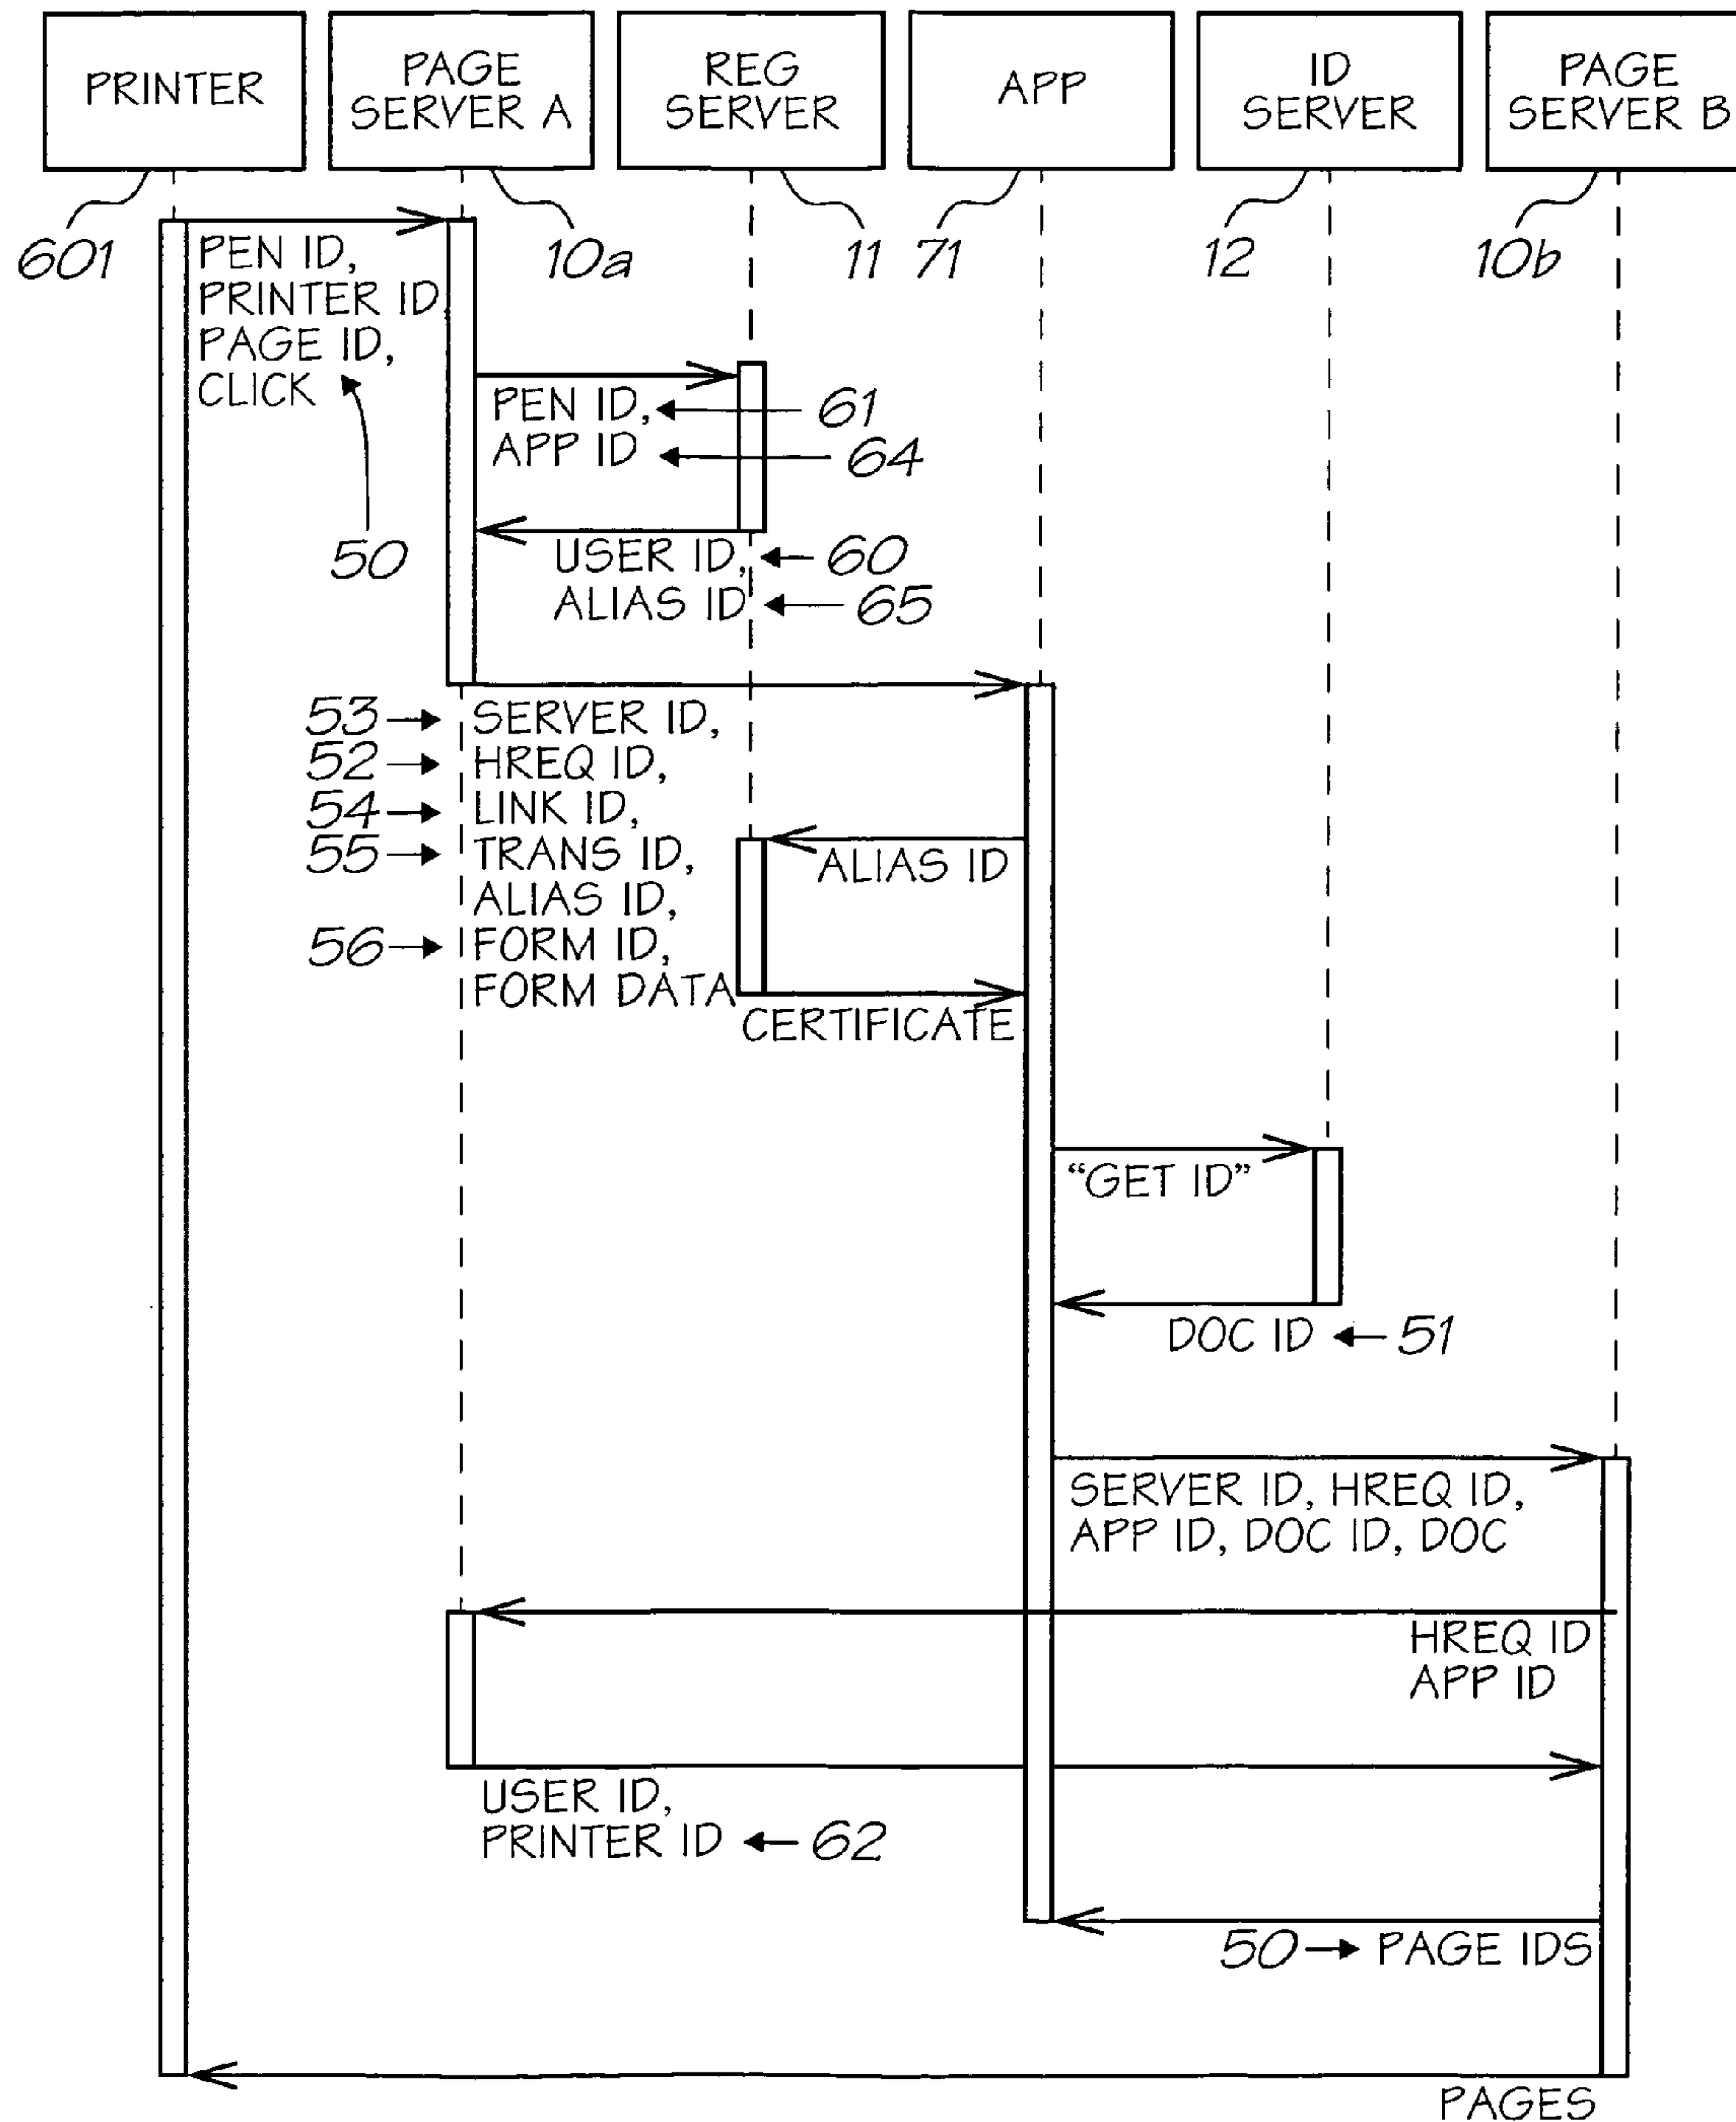 PRINTER
PAGE
SERVER A
REG
SERVER
APP
ID
SERVER
PAGE
SERVER B
601
10a
11
71
12
10b
PEN ID,
PRINTER ID
PAGE ID,
CLICK
50
PEN ID,
61
APP ID
64
USER ID,
60
ALIAS ID
65
53
SERVER ID,
52
HREQ ID,
54
LINK ID,
55
TRANS ID,
ALIAS ID,
56
FORM ID,
FORM DATA
ALIAS ID
CERTIFICATE
“GET ID”
DOC ID
51
SERVER ID, HREQ ID,
APP ID, DOC ID, DOC
HREQ ID
APP ID
USER ID,
PRINTER ID
62
50
PAGE IDS
PAGES